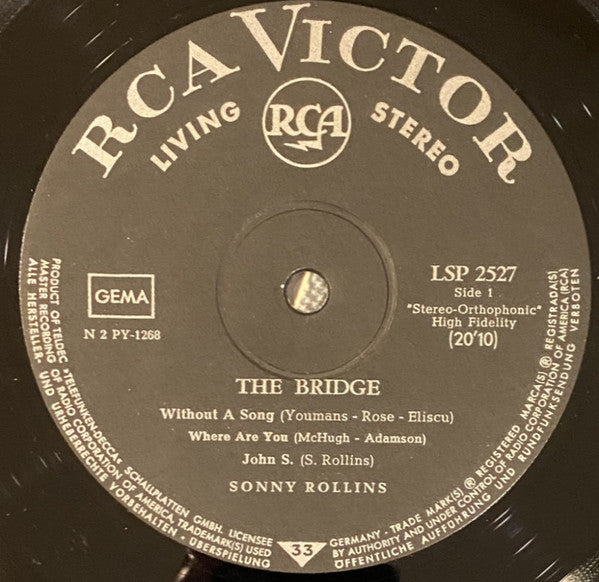 RCA VICTOR
LIVING RCA STEREO
GEMA
N 2 PY-1268
LSP 2527
Side 1
"Stereo-Orthophonic"
High Fidelity
(20'10)
THE BRIDGE
Without A Song (Youmans - Rose - Eliscu)
Where Are You (McHugh - Adamson)
John S. (S. Rollins)
SONNY ROLLINS
PRODUCT OF TELDEC »TELEFUNKEN-DECCA« SCHALLPLATTEN GMBH. LICENSEE
MASTER RECORDING OF RADIO CORPORATION OF AMERICA, TRADEMARK(S) USED
ALLE HERSTELLER- UND URHEBERRECHTE VORBEHALTEN · ÜBERSPIELUNG
33
GERMANY - TRADE MARK(S) ® REGISTERED · MARCA(S) ® REGISTRADA(S)
BY AUTHORITY AND UNDER CONTROL OF RADIO CORPORATION OF AMERICA (RCA)
ÖFFENTLICHE AUFFÜHRUNG UND RUNDFUNKSENDUNG VERBOTEN